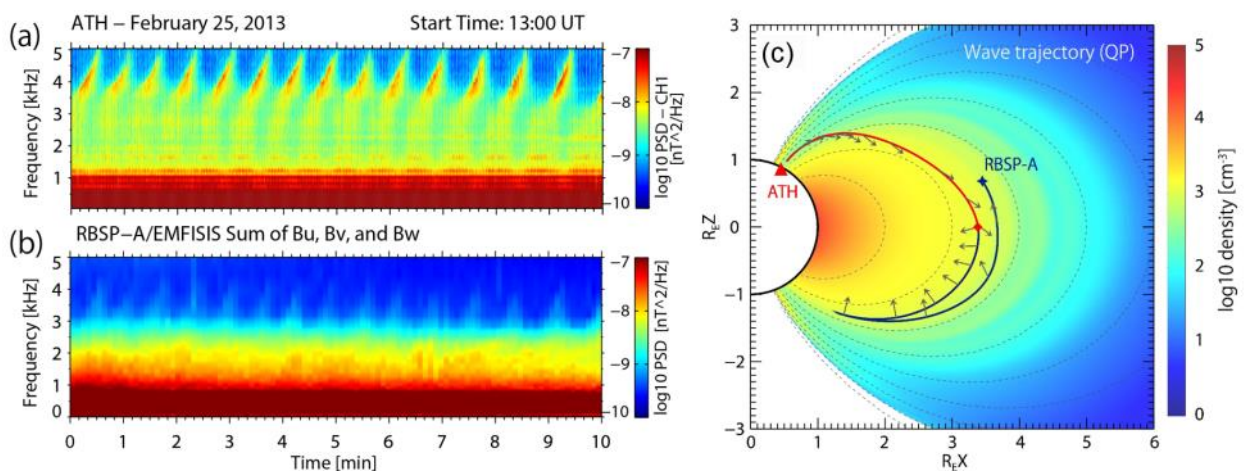 (a)
ATH – February 25, 2013
Start Time: 13:00 UT
Frequency [kHz]
5
4
3
2
1
−7
−8
−9
−10
log10 PSD – CH1
[nT^2/Hz]
(b)
RBSP–A/EMFISIS Sum of Bu, Bv, and Bw
Frequency [kHz]
5
4
3
2
1
0
0 1 2 3 4 5 6 7 8 9 10
Time [min]
−7
−8
−9
−10
log10 PSD [nT^2/Hz]
(c)
Wave trajectory (QP)
RBSP-A
ATH
R_EZ
3
2
1
0
−1
−2
−3
0 1 2 3 4 5 6
R_EX
5
4
3
2
1
0
log10 density [cm⁻³]